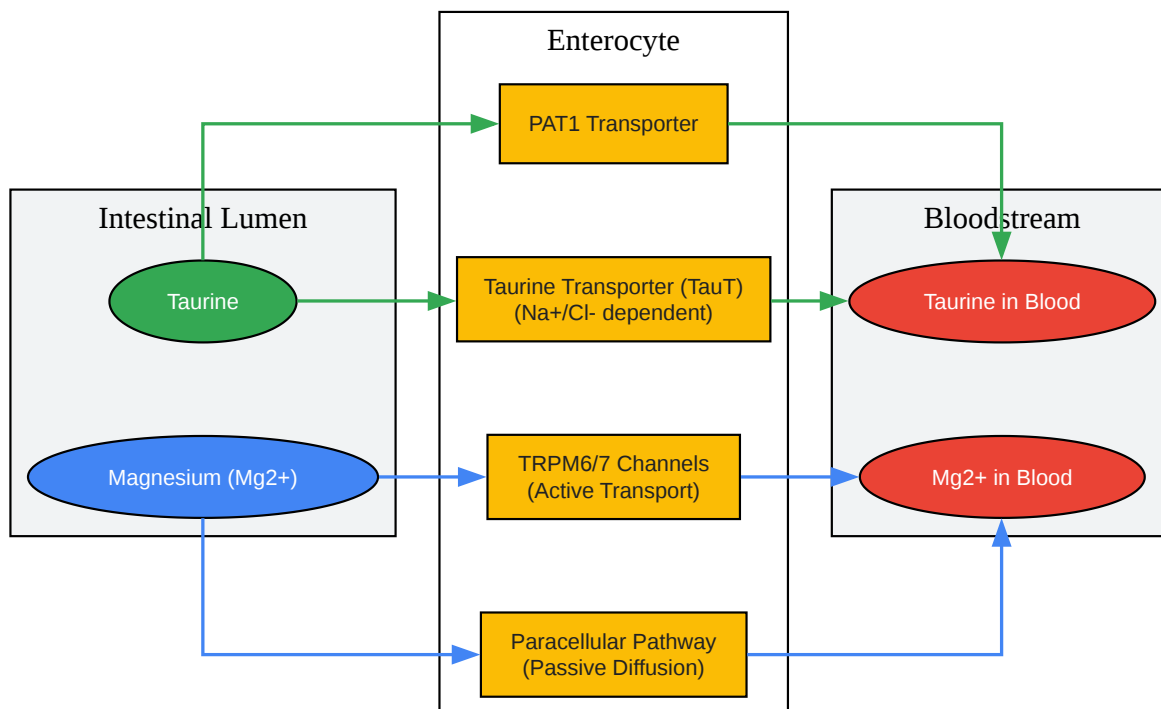 Enterocyte
PAT1 Transporter
Intestinal Lumen
Bloodstream
Taurine
Taurine Transporter (TauT)
(Na+/Cl- dependent)
Taurine in Blood
Magnesium (Mg2+)
TRPM6/7 Channels
(Active Transport)
Mg2+ in Blood
Paracellular Pathway
(Passive Diffusion)